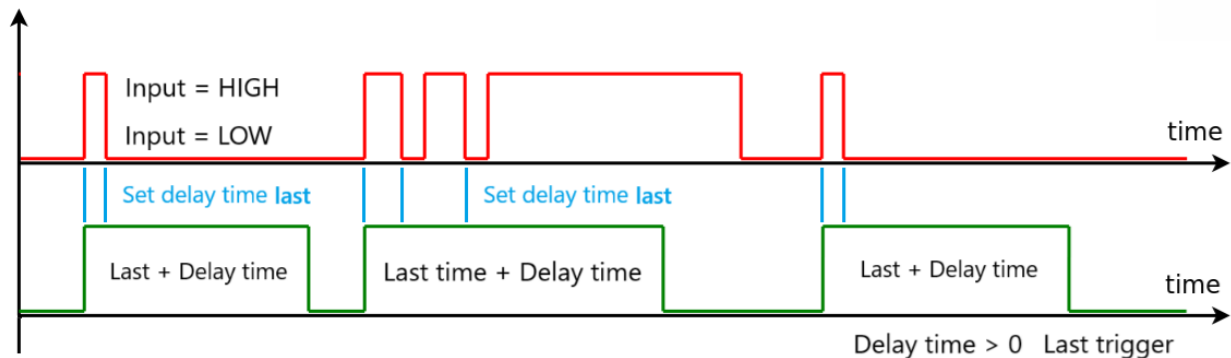 Input = HIGH
Input = LOW
time
Set delay time last
Set delay time last
Last + Delay time
Last time + Delay time
Last + Delay time
time
Delay time > 0 Last trigger